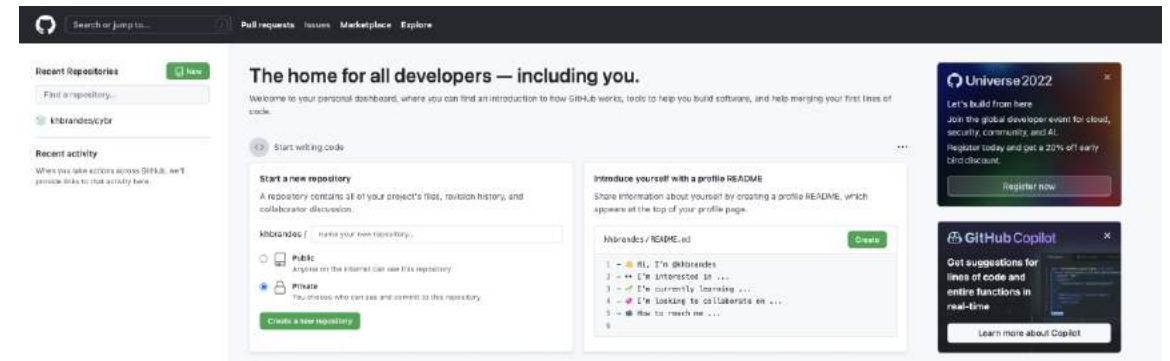 Search or jump to...
/
Pull requests Issues Marketplace Explore
Recent Repositories
New
Find a repository...
khbrandes/cybr
Recent activity
When you take actions across GitHub, we'll
provide links to that activity here.
The home for all developers — including you.
Welcome to your personal dashboard, where you can find an introduction to how GitHub works, tools to help you build software, and help merging your first lines of
code.
<> Start writing code
...
Start a new repository
A repository contains all of your project's files, revision history, and
collaborator discussion.
khbrandes / name your new repository...
Public
Anyone on the internet can see this repository
Private
You choose who can see and commit to this repository
Create a new repository
Introduce yourself with a profile README
Share information about yourself by creating a profile README, which
appears at the top of your profile page.
khbrandes / README.md
Create
1 - 👋 Hi, I'm @khbrandes
2 - 👀 I'm interested in ...
3 - 🌱 I'm currently learning ...
4 - 💞️ I'm looking to collaborate on ...
5 - 📫 How to reach me ...
6
Universe 2022
Let's build from here
Join the global developer event for cloud,
security, community, and AI.
Register today and get a 20% off early
bird discount.
Register now
GitHub Copilot
Get suggestions for
lines of code and
entire functions in
real-time
Learn more about Copilot